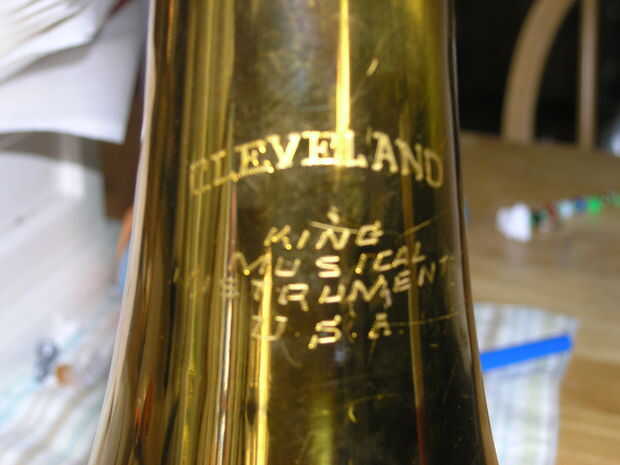 CLEVELAND
KING
MUSICAL
INSTRUMENT
U.S.A.